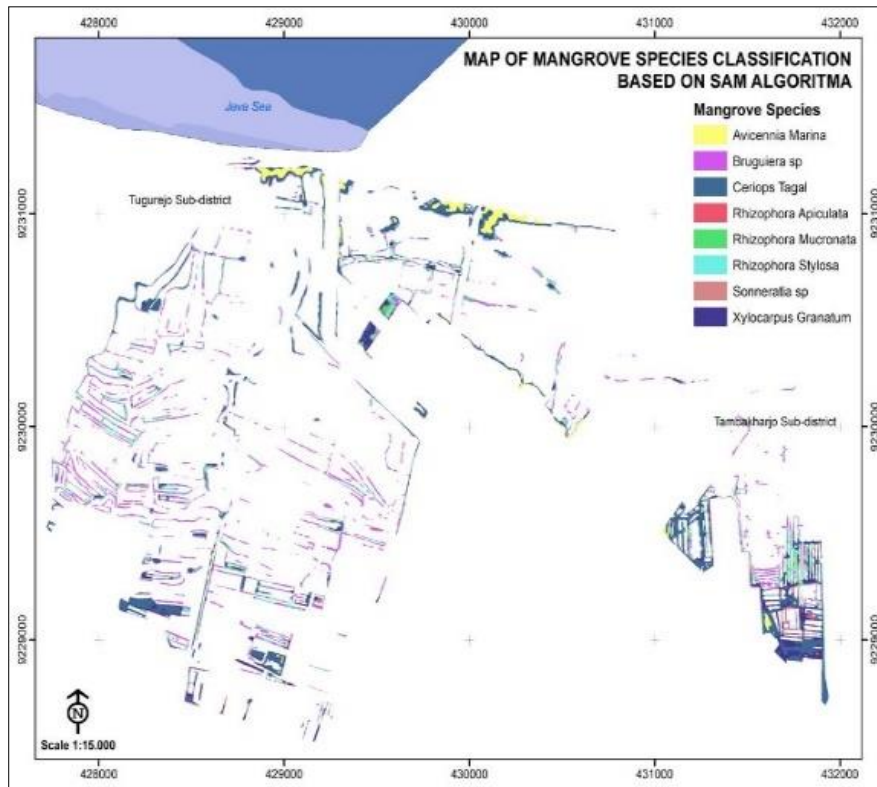 428000 429000 430000 431000 432000
MAP OF MANGROVE SPECIES CLASSIFICATION
BASED ON SAM ALGORITMA
Java Sea
Mangrove Species
Avicennia Marina
Bruguiera sp
Ceriops Tagal
Rhizophora Apiculata
Rhizophora Mucronata
Rhizophora Stylosa
Sonneratia sp
Xylocarpus Granatum
Tugurejo Sub-district
9231000 9231000
9230000 9230000
Tambakharjo Sub-district
9229000 9229000
N
Scale 1:15.000
428000 429000 430000 431000 432000